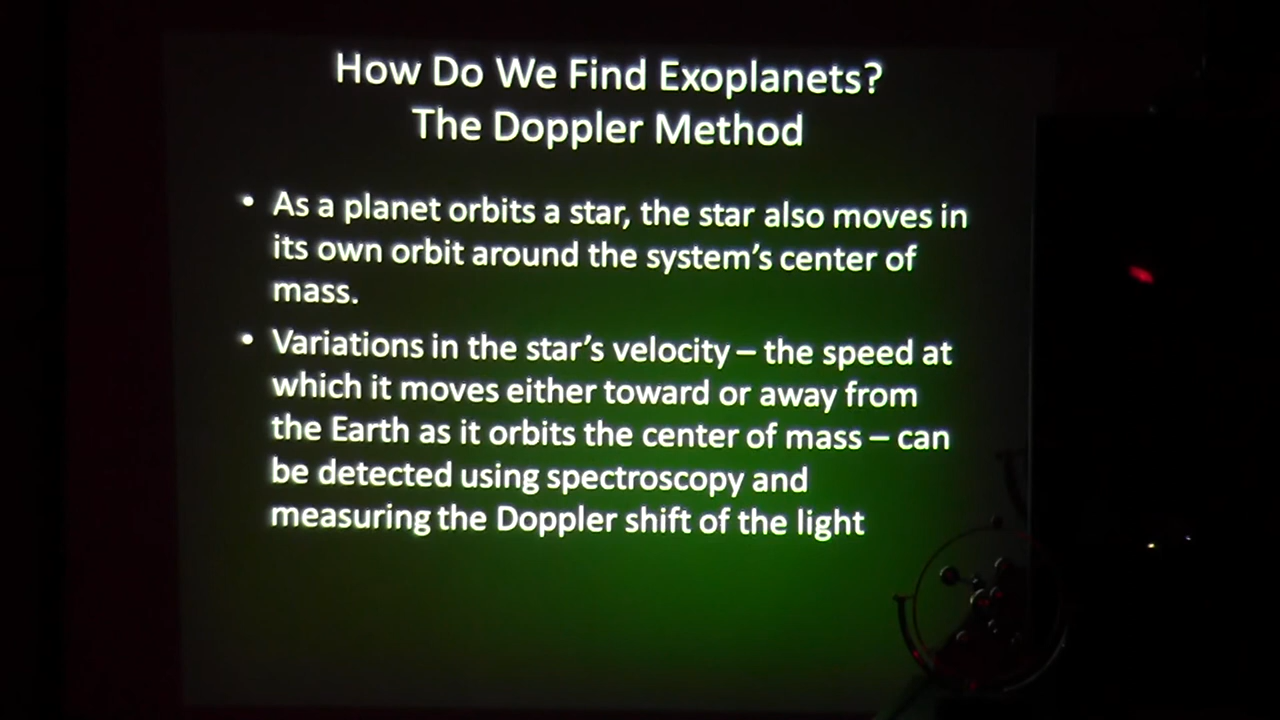 How Do We Find Exoplanets?
The Doppler Method
• As a planet orbits a star, the star also moves in
its own orbit around the system's center of
mass.
• Variations in the star's velocity – the speed at
which it moves either toward or away from
the Earth as it orbits the center of mass – can
be detected using spectroscopy and
measuring the Doppler shift of the light